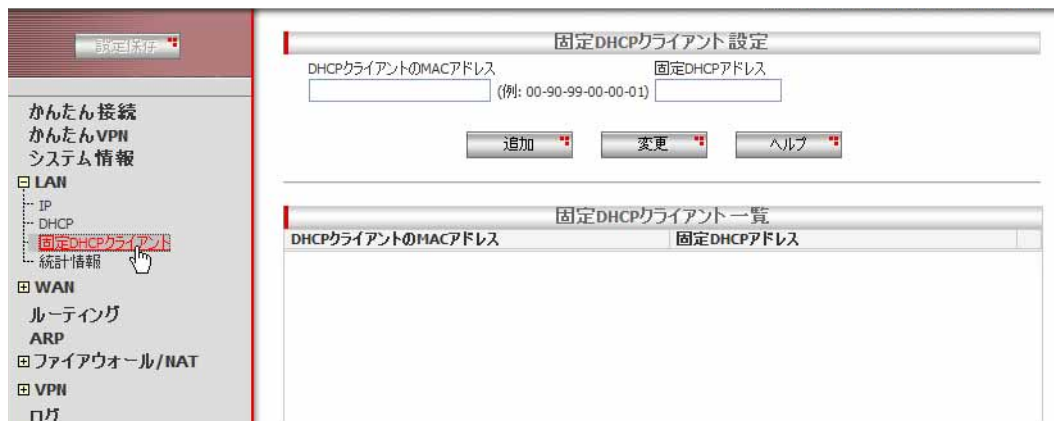 設定保存
かんたん接続
かんたんVPN
システム情報
LAN
IP
DHCP
固定DHCPクライアント
統計情報
WAN
ルーティング
ARP
ファイアウォール/NAT
VPN
ログ
固定DHCPクライアント設定
DHCPクライアントのMACアドレス 固定DHCPアドレス
(例: 00-90-99-00-00-01)
追加 変更 ヘルプ
固定DHCPクライアント一覧
DHCPクライアントのMACアドレス 固定DHCPアドレス